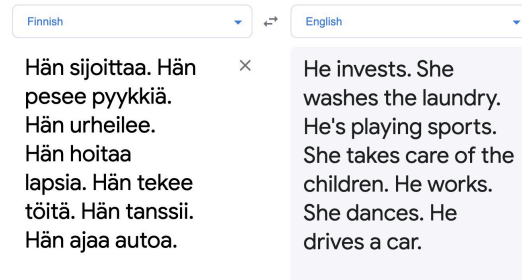 Finnish
English
Hän sijoittaa. Hän
pesee pyykkiä.
Hän urheilee.
Hän hoitaa
lapsia. Hän tekee
töitä. Hän tanssii.
Hän ajaa autoa.
He invests. She
washes the laundry.
He's playing sports.
She takes care of the
children. He works.
She dances. He
drives a car.